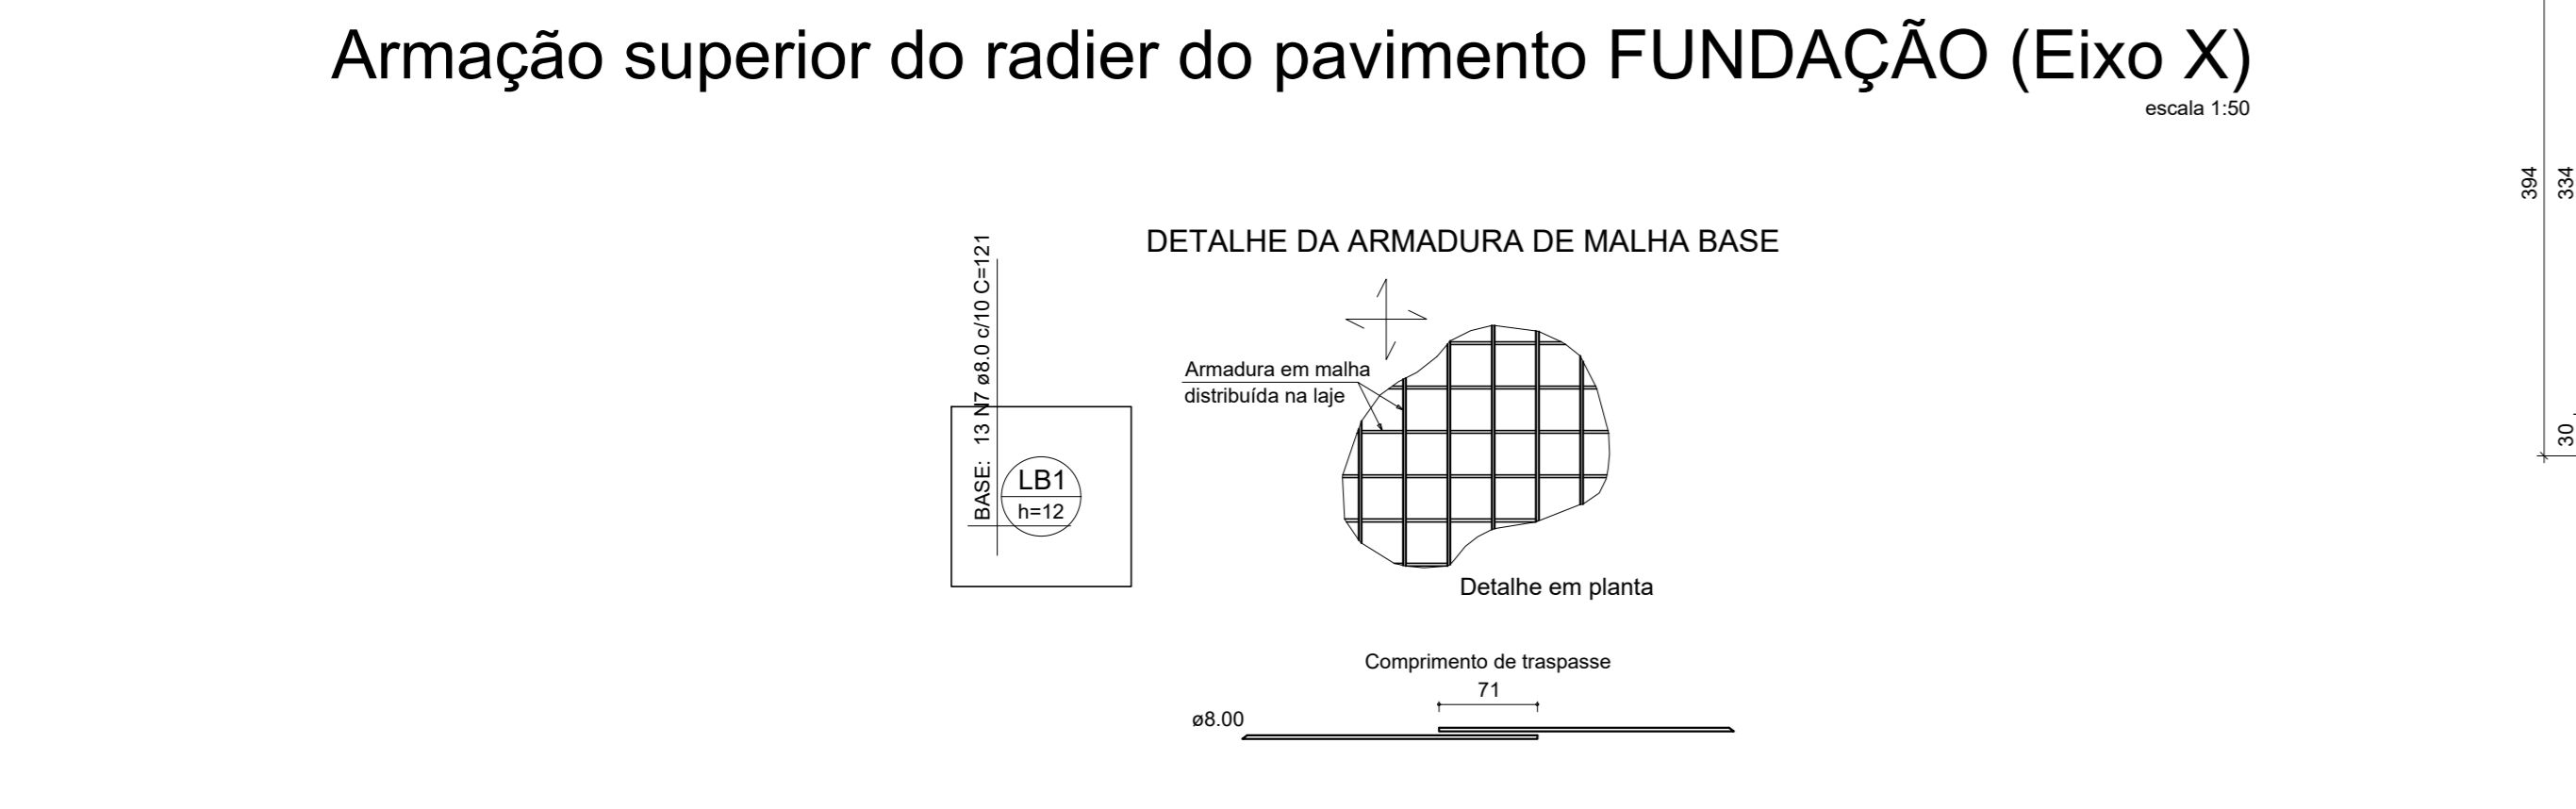 Armação superior do radier do pavimento FUNDAÇÃO (Eixo X)
escala 1:50
394
334
30
DETALHE DA ARMADURA DE MALHA BASE
BASE: 13 N7 ø8.0 c/10 C=121
LB1
h=12
Armadura em malha
distribuída na laje
Detalhe em planta
Comprimento de traspasse
71
ø8.00